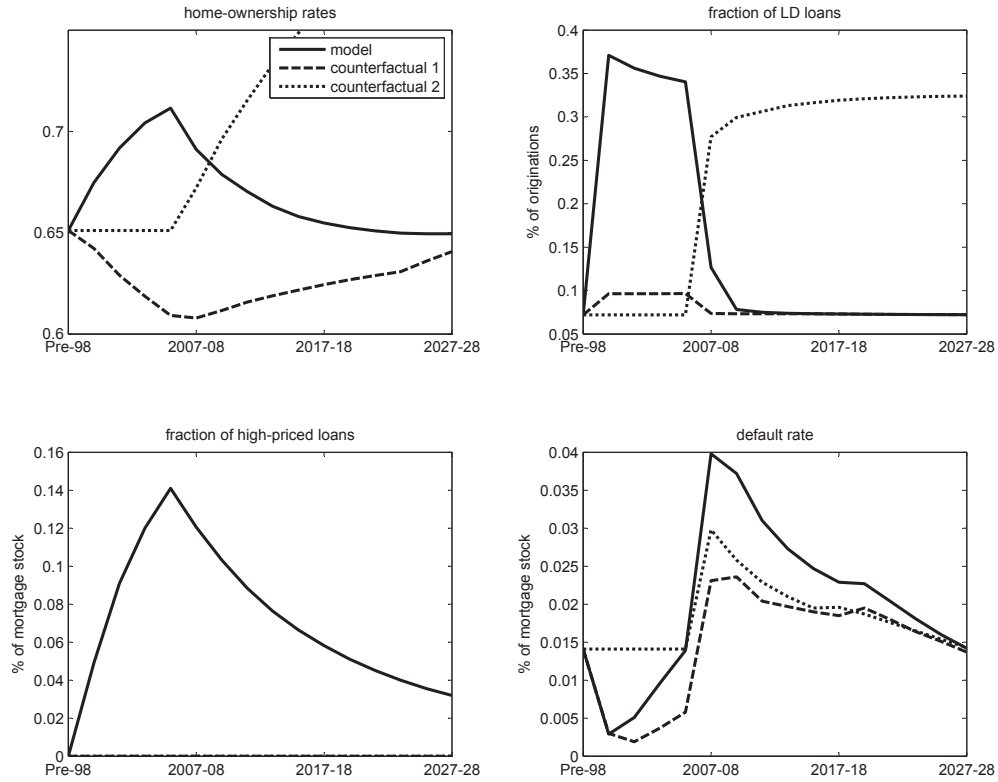 home-ownership rates
model
counterfactual 1
counterfactual 2
0.7
0.65
0.6
Pre-98 2007-08 2017-18 2027-28
fraction of LD loans
% of originations
0.4
0.35
0.3
0.25
0.2
0.15
0.1
0.05
Pre-98 2007-08 2017-18 2027-28
fraction of high-priced loans
% of mortgage stock
0.16
0.14
0.12
0.1
0.08
0.06
0.04
0.02
0
Pre-98 2007-08 2017-18 2027-28
default rate
% of mortgage stock
0.04
0.035
0.03
0.025
0.02
0.015
0.01
0.005
0
Pre-98 2007-08 2017-18 2027-28